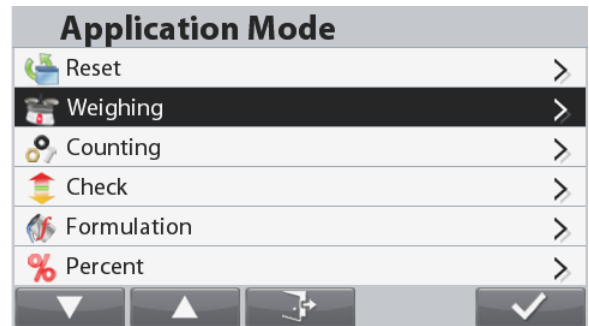 Application Mode
Reset
Weighing
Counting
Check
Formulation
Percent